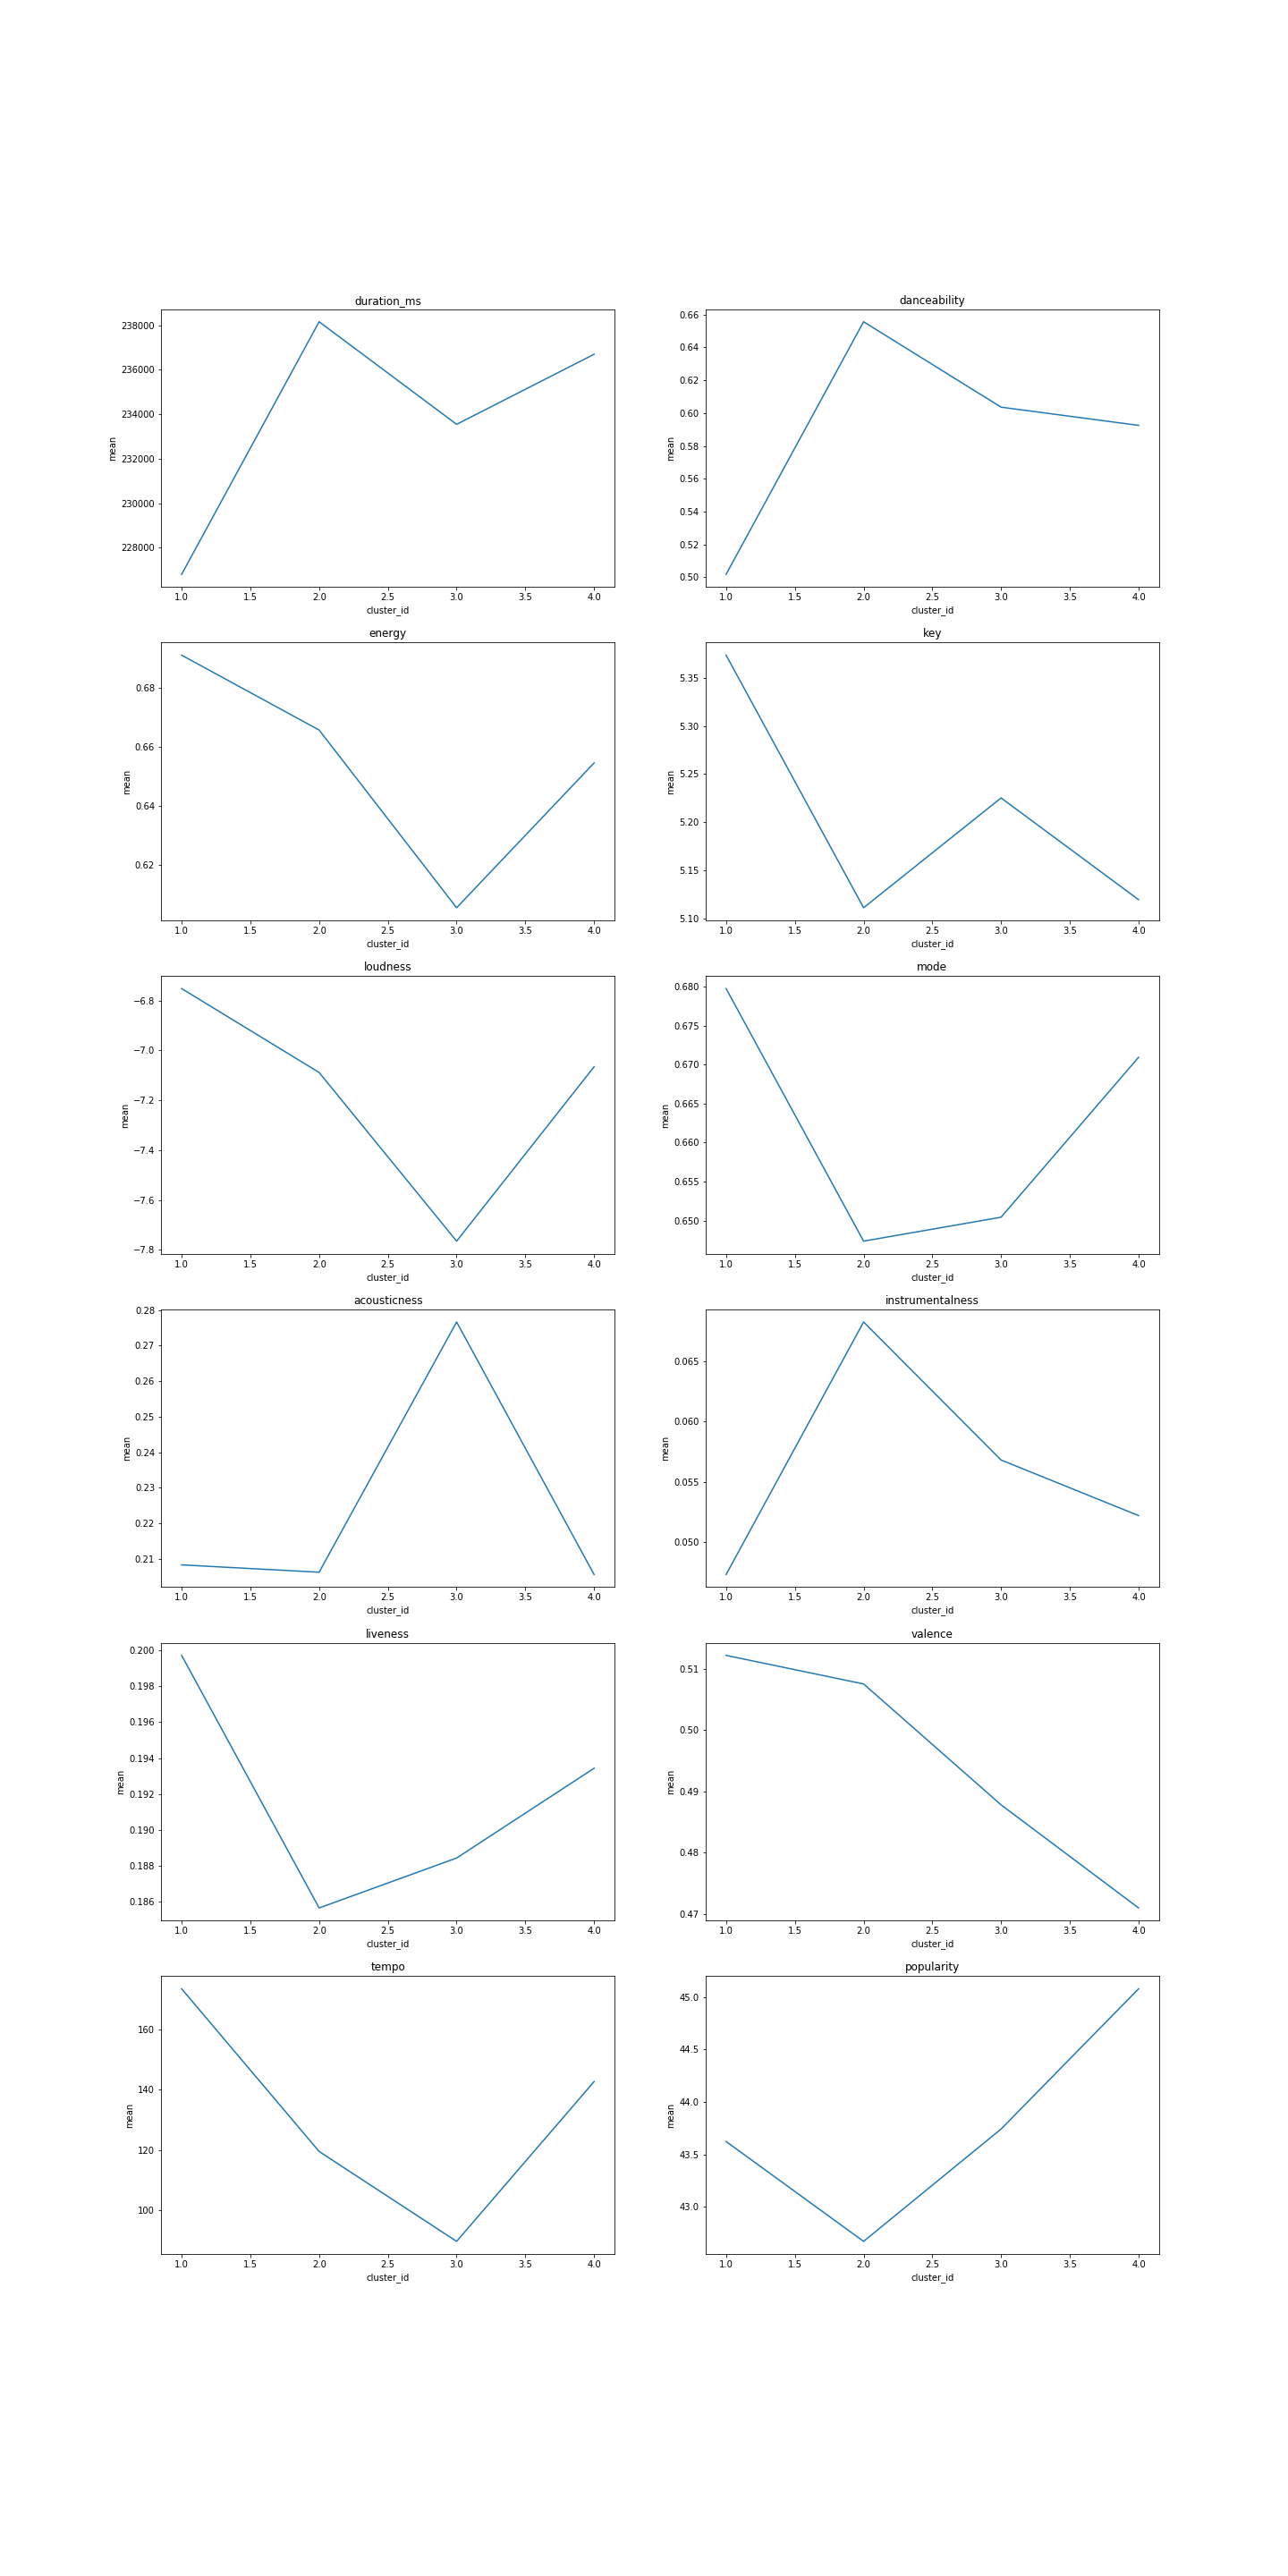 duration_ms
238000
236000
234000
232000
230000
228000
mean
1.0 1.5 2.0 2.5 3.0 3.5 4.0
cluster_id
danceability
0.66
0.64
0.62
0.60
0.58
0.56
0.54
0.52
0.50
mean
1.0 1.5 2.0 2.5 3.0 3.5 4.0
cluster_id
energy
0.68
0.66
0.64
0.62
mean
1.0 1.5 2.0 2.5 3.0 3.5 4.0
cluster_id
key
5.35
5.30
5.25
5.20
5.15
5.10
mean
1.0 1.5 2.0 2.5 3.0 3.5 4.0
cluster_id
loudness
−6.8
−7.0
−7.2
−7.4
−7.6
−7.8
mean
1.0 1.5 2.0 2.5 3.0 3.5 4.0
cluster_id
mode
0.680
0.675
0.670
0.665
0.660
0.655
0.650
mean
1.0 1.5 2.0 2.5 3.0 3.5 4.0
cluster_id
acousticness
0.28
0.27
0.26
0.25
0.24
0.23
0.22
0.21
mean
1.0 1.5 2.0 2.5 3.0 3.5 4.0
cluster_id
instrumentalness
0.065
0.060
0.055
0.050
mean
1.0 1.5 2.0 2.5 3.0 3.5 4.0
cluster_id
liveness
0.200
0.198
0.196
0.194
0.192
0.190
0.188
0.186
mean
1.0 1.5 2.0 2.5 3.0 3.5 4.0
cluster_id
valence
0.51
0.50
0.49
0.48
0.47
mean
1.0 1.5 2.0 2.5 3.0 3.5 4.0
cluster_id
tempo
160
140
120
100
mean
1.0 1.5 2.0 2.5 3.0 3.5 4.0
cluster_id
popularity
45.0
44.5
44.0
43.5
43.0
mean
1.0 1.5 2.0 2.5 3.0 3.5 4.0
cluster_id